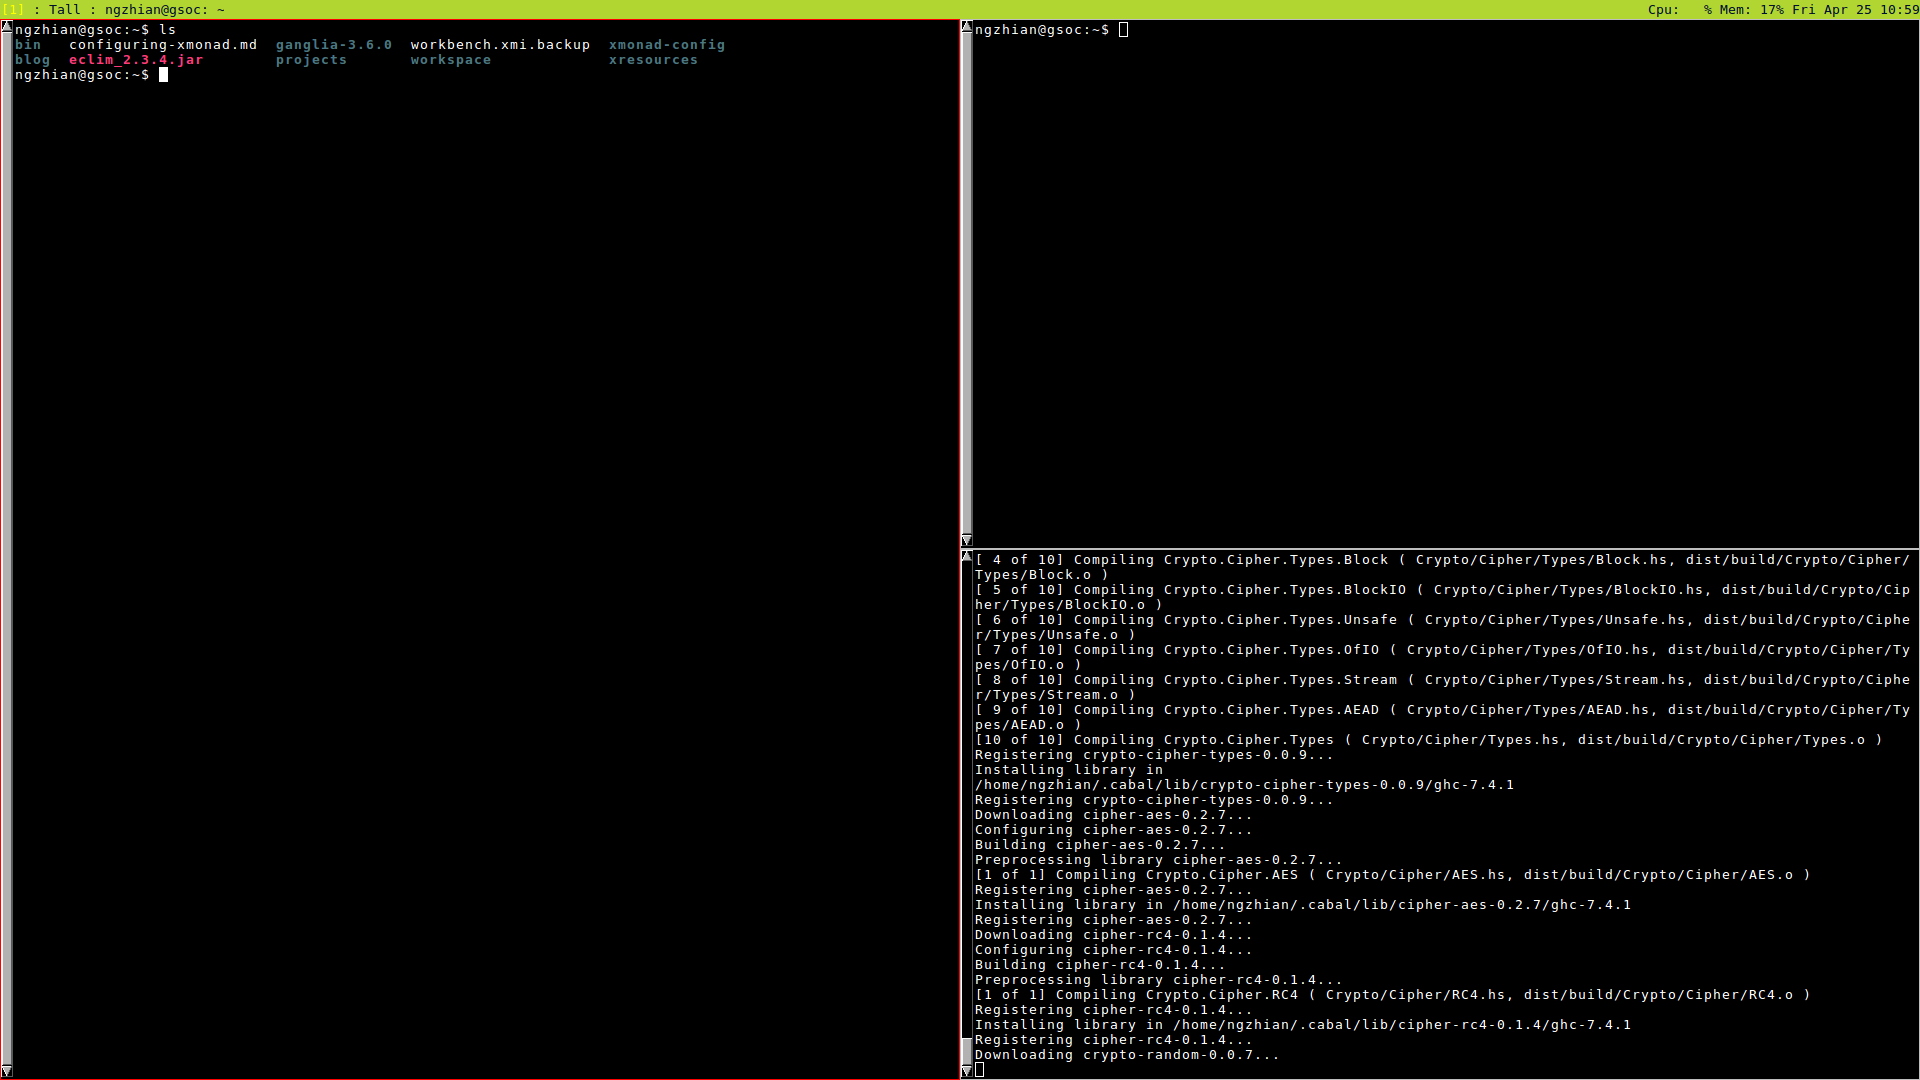 [1] : Tall : ngzhian@gsoc: ~
Cpu:   % Mem: 17% Fri Apr 25 10:59
ngzhian@gsoc:~$ ls
bin   configuring-xmonad.md  ganglia-3.6.0  workbench.xmi.backup  xmonad-config
blog  eclim_2.3.4.jar        projects       workspace             xresources
ngzhian@gsoc:~$
ngzhian@gsoc:~$
[ 4 of 10] Compiling Crypto.Cipher.Types.Block ( Crypto/Cipher/Types/Block.hs, dist/build/Crypto/Cipher/
Types/Block.o )
[ 5 of 10] Compiling Crypto.Cipher.Types.BlockIO ( Crypto/Cipher/Types/BlockIO.hs, dist/build/Crypto/Cip
her/Types/BlockIO.o )
[ 6 of 10] Compiling Crypto.Cipher.Types.Unsafe ( Crypto/Cipher/Types/Unsafe.hs, dist/build/Crypto/Ciphe
r/Types/Unsafe.o )
[ 7 of 10] Compiling Crypto.Cipher.Types.OfIO ( Crypto/Cipher/Types/OfIO.hs, dist/build/Crypto/Cipher/Ty
pes/OfIO.o )
[ 8 of 10] Compiling Crypto.Cipher.Types.Stream ( Crypto/Cipher/Types/Stream.hs, dist/build/Crypto/Ciphe
r/Types/Stream.o )
[ 9 of 10] Compiling Crypto.Cipher.Types.AEAD ( Crypto/Cipher/Types/AEAD.hs, dist/build/Crypto/Cipher/Ty
pes/AEAD.o )
[10 of 10] Compiling Crypto.Cipher.Types ( Crypto/Cipher/Types.hs, dist/build/Crypto/Cipher/Types.o )
Registering crypto-cipher-types-0.0.9...
Installing library in
/home/ngzhian/.cabal/lib/crypto-cipher-types-0.0.9/ghc-7.4.1
Registering crypto-cipher-types-0.0.9...
Downloading cipher-aes-0.2.7...
Configuring cipher-aes-0.2.7...
Building cipher-aes-0.2.7...
Preprocessing library cipher-aes-0.2.7...
[1 of 1] Compiling Crypto.Cipher.AES ( Crypto/Cipher/AES.hs, dist/build/Crypto/Cipher/AES.o )
Registering cipher-aes-0.2.7...
Installing library in /home/ngzhian/.cabal/lib/cipher-aes-0.2.7/ghc-7.4.1
Registering cipher-aes-0.2.7...
Downloading cipher-rc4-0.1.4...
Configuring cipher-rc4-0.1.4...
Building cipher-rc4-0.1.4...
Preprocessing library cipher-rc4-0.1.4...
[1 of 1] Compiling Crypto.Cipher.RC4 ( Crypto/Cipher/RC4.hs, dist/build/Crypto/Cipher/RC4.o )
Registering cipher-rc4-0.1.4...
Installing library in /home/ngzhian/.cabal/lib/cipher-rc4-0.1.4/ghc-7.4.1
Registering cipher-rc4-0.1.4...
Downloading crypto-random-0.0.7...